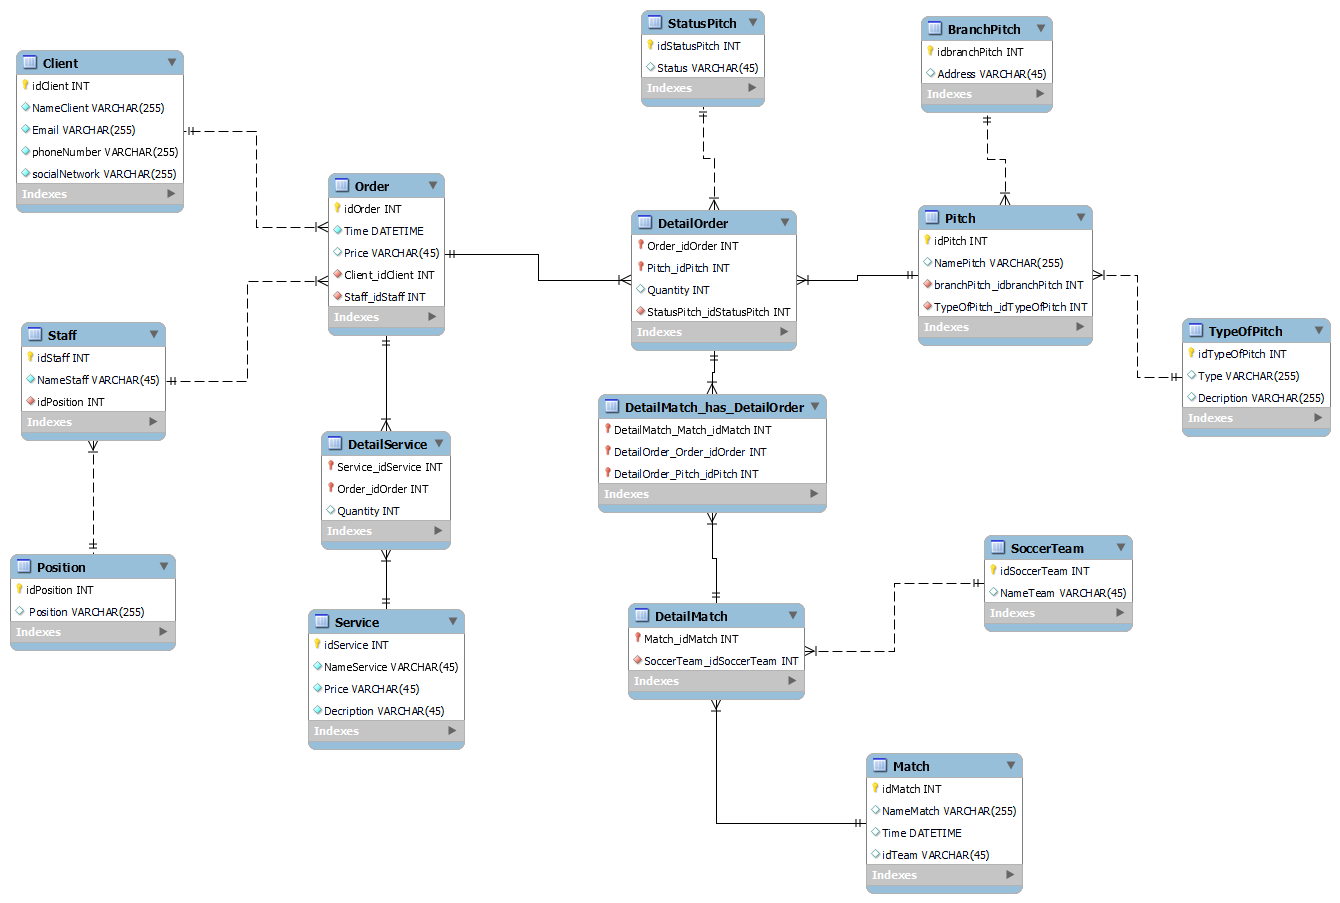 StatusPitch
idStatusPitch INT
Status VARCHAR(45)
Indexes
BranchPitch
idbranchPitch INT
Address VARCHAR(45)
Indexes
Client
idClient INT
NameClient VARCHAR(255)
Email VARCHAR(255)
phoneNumber VARCHAR(255)
socialNetwork VARCHAR(255)
Indexes
Order
idOrder INT
Time DATETIME
Price VARCHAR(45)
Client_idClient INT
Staff_idStaff INT
Indexes
DetailOrder
Order_idOrder INT
Pitch_idPitch INT
Quantity INT
StatusPitch_idStatusPitch INT
Indexes
Pitch
idPitch INT
NamePitch VARCHAR(255)
branchPitch_idbranchPitch INT
TypeOfPitch_idTypeOfPitch INT
Indexes
Staff
idStaff INT
NameStaff VARCHAR(45)
idPosition INT
Indexes
TypeOfPitch
idTypeOfPitch INT
Type VARCHAR(255)
Decription VARCHAR(255)
Indexes
DetailMatch_has_DetailOrder
DetailMatch_Match_idMatch INT
DetailOrder_Order_idOrder INT
DetailOrder_Pitch_idPitch INT
Indexes
DetailService
Service_idService INT
Order_idOrder INT
Quantity INT
Indexes
SoccerTeam
idSoccerTeam INT
NameTeam VARCHAR(45)
Indexes
Position
idPosition INT
Position VARCHAR(255)
Indexes
Service
idService INT
NameService VARCHAR(45)
Price VARCHAR(45)
Decription VARCHAR(45)
Indexes
DetailMatch
Match_idMatch INT
SoccerTeam_idSoccerTeam INT
Indexes
Match
idMatch INT
NameMatch VARCHAR(255)
Time DATETIME
idTeam VARCHAR(45)
Indexes